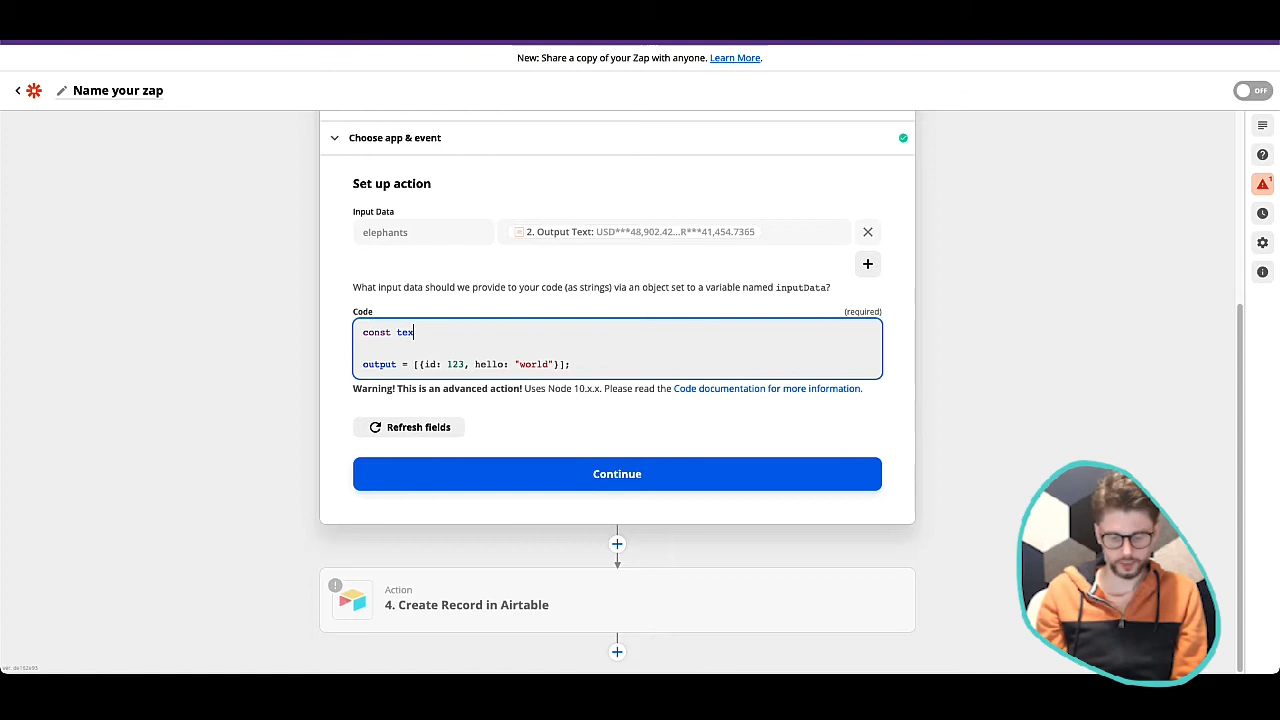 New: Share a copy of your Zap with anyone. Learn More.
Name your zap
OFF
Choose app & event
1
Set up action
Input Data
elephants
2. Output Text: USD***48,902.42...R***41,454.7365
What input data should we provide to your code (as strings) via an object set to a variable named inputData?
Code (required)
const tex
output = [{id: 123, hello: "world"}];
Warning! This is an advanced action! Uses Node 10.x.x. Please read the Code documentation for more information.
Refresh fields
Continue
Action
4. Create Record in Airtable